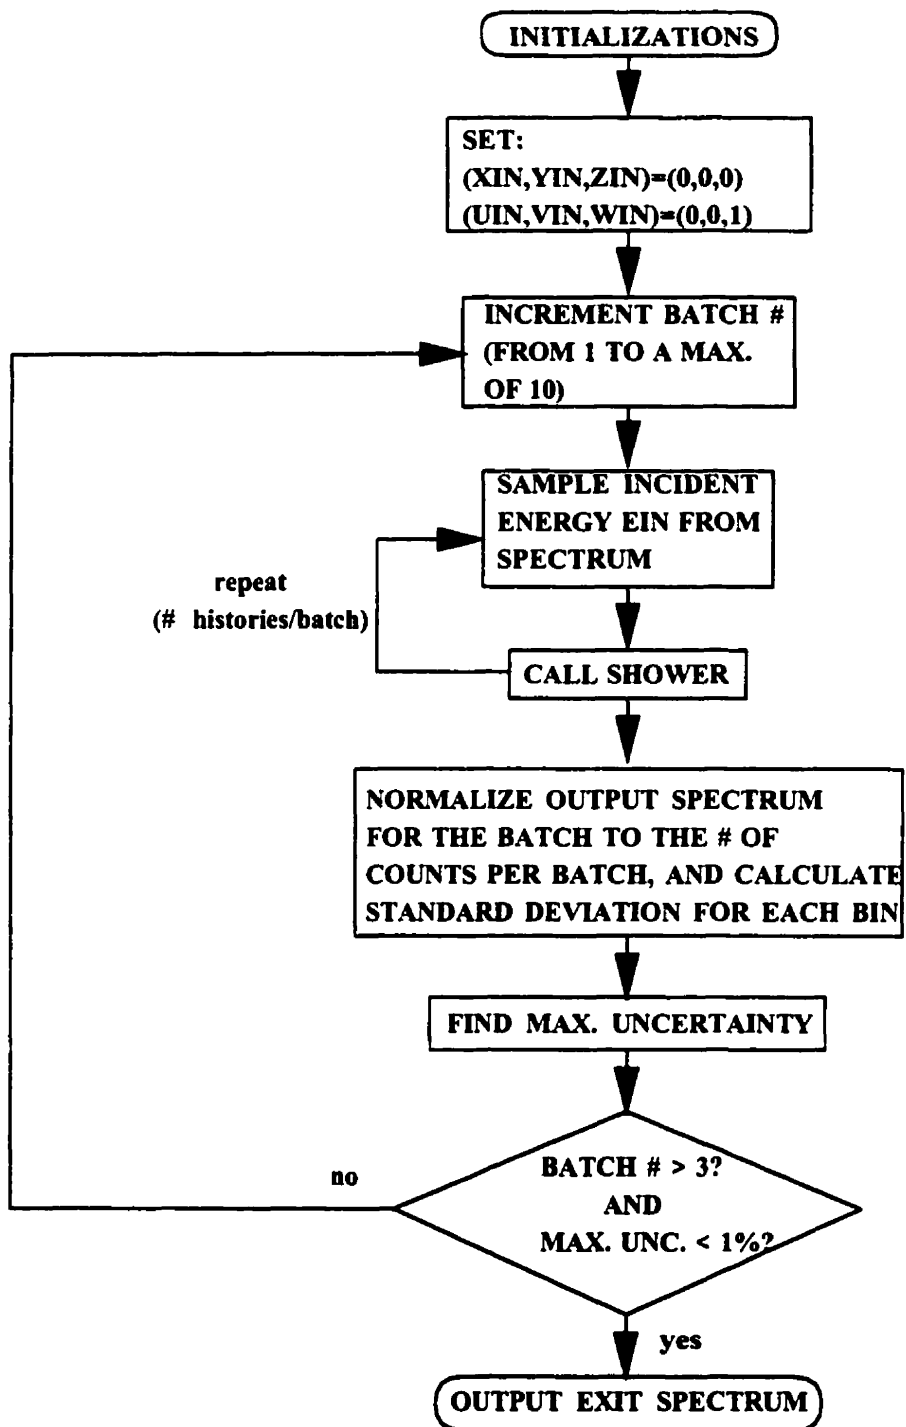 INITIALIZATIONS
SET:
(XIN,YIN,ZIN)=(0,0,0)
(UIN,VIN,WIN)=(0,0,1)
INCREMENT BATCH #
(FROM 1 TO A MAX.
OF 10)
SAMPLE INCIDENT
ENERGY EIN FROM
SPECTRUM
repeat
(# histories/batch)
CALL SHOWER
NORMALIZE OUTPUT SPECTRUM
FOR THE BATCH TO THE # OF
COUNTS PER BATCH, AND CALCULATE
STANDARD DEVIATION FOR EACH BIN
FIND MAX. UNCERTAINTY
BATCH # > 3?
AND
MAX. UNC. < 1%?
no
yes
OUTPUT EXIT SPECTRUM